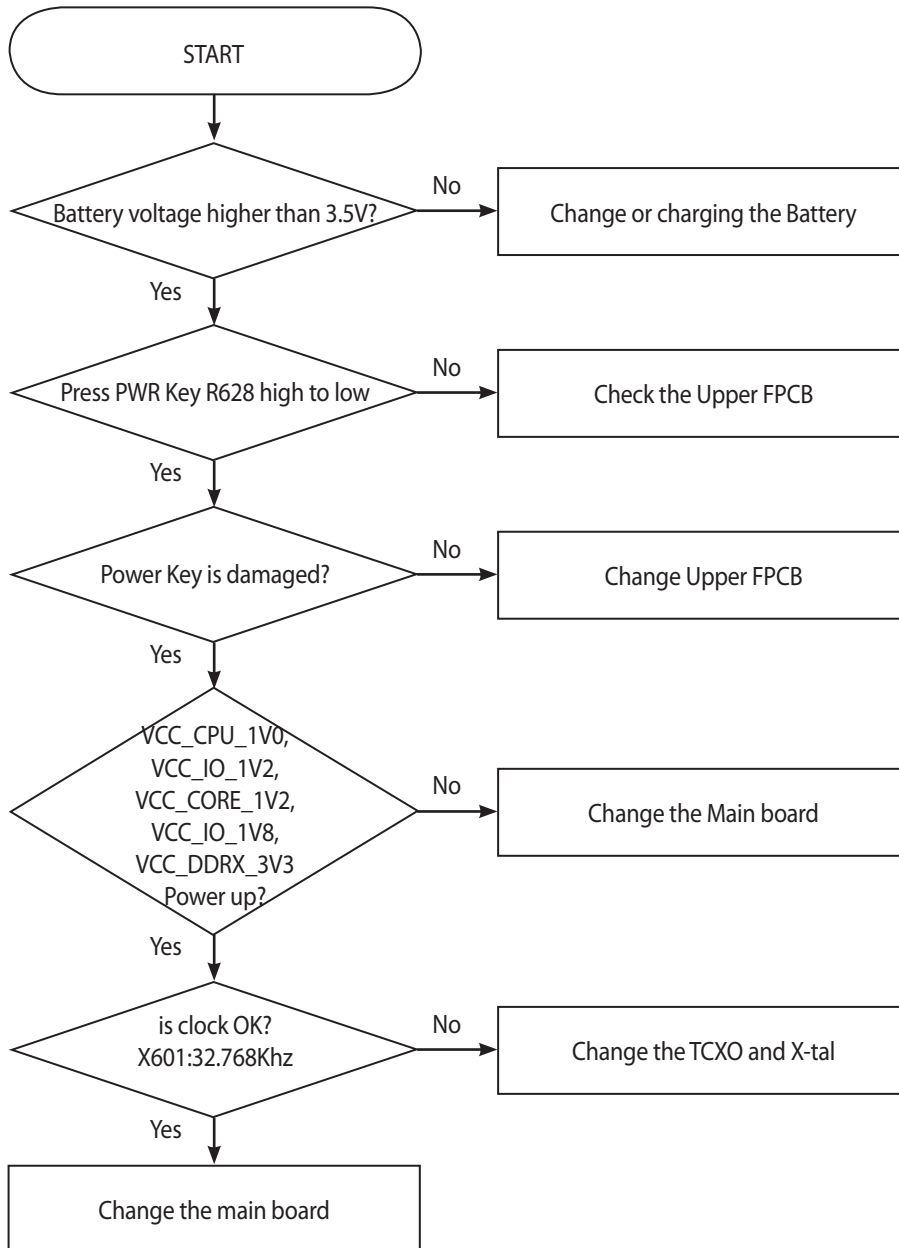 START
Battery voltage higher than 3.5V?
No
Change or charging the Battery
Yes
Press PWR Key R628 high to low
No
Check the Upper FPCB
Yes
Power Key is damaged?
No
Change Upper FPCB
Yes
VCC_CPU_1V0,
VCC_IO_1V2,
VCC_CORE_1V2,
VCC_IO_1V8,
VCC_DDRX_3V3
Power up?
No
Change the Main board
Yes
is clock OK?
X601:32.768Khz
No
Change the TCXO and X-tal
Yes
Change the main board